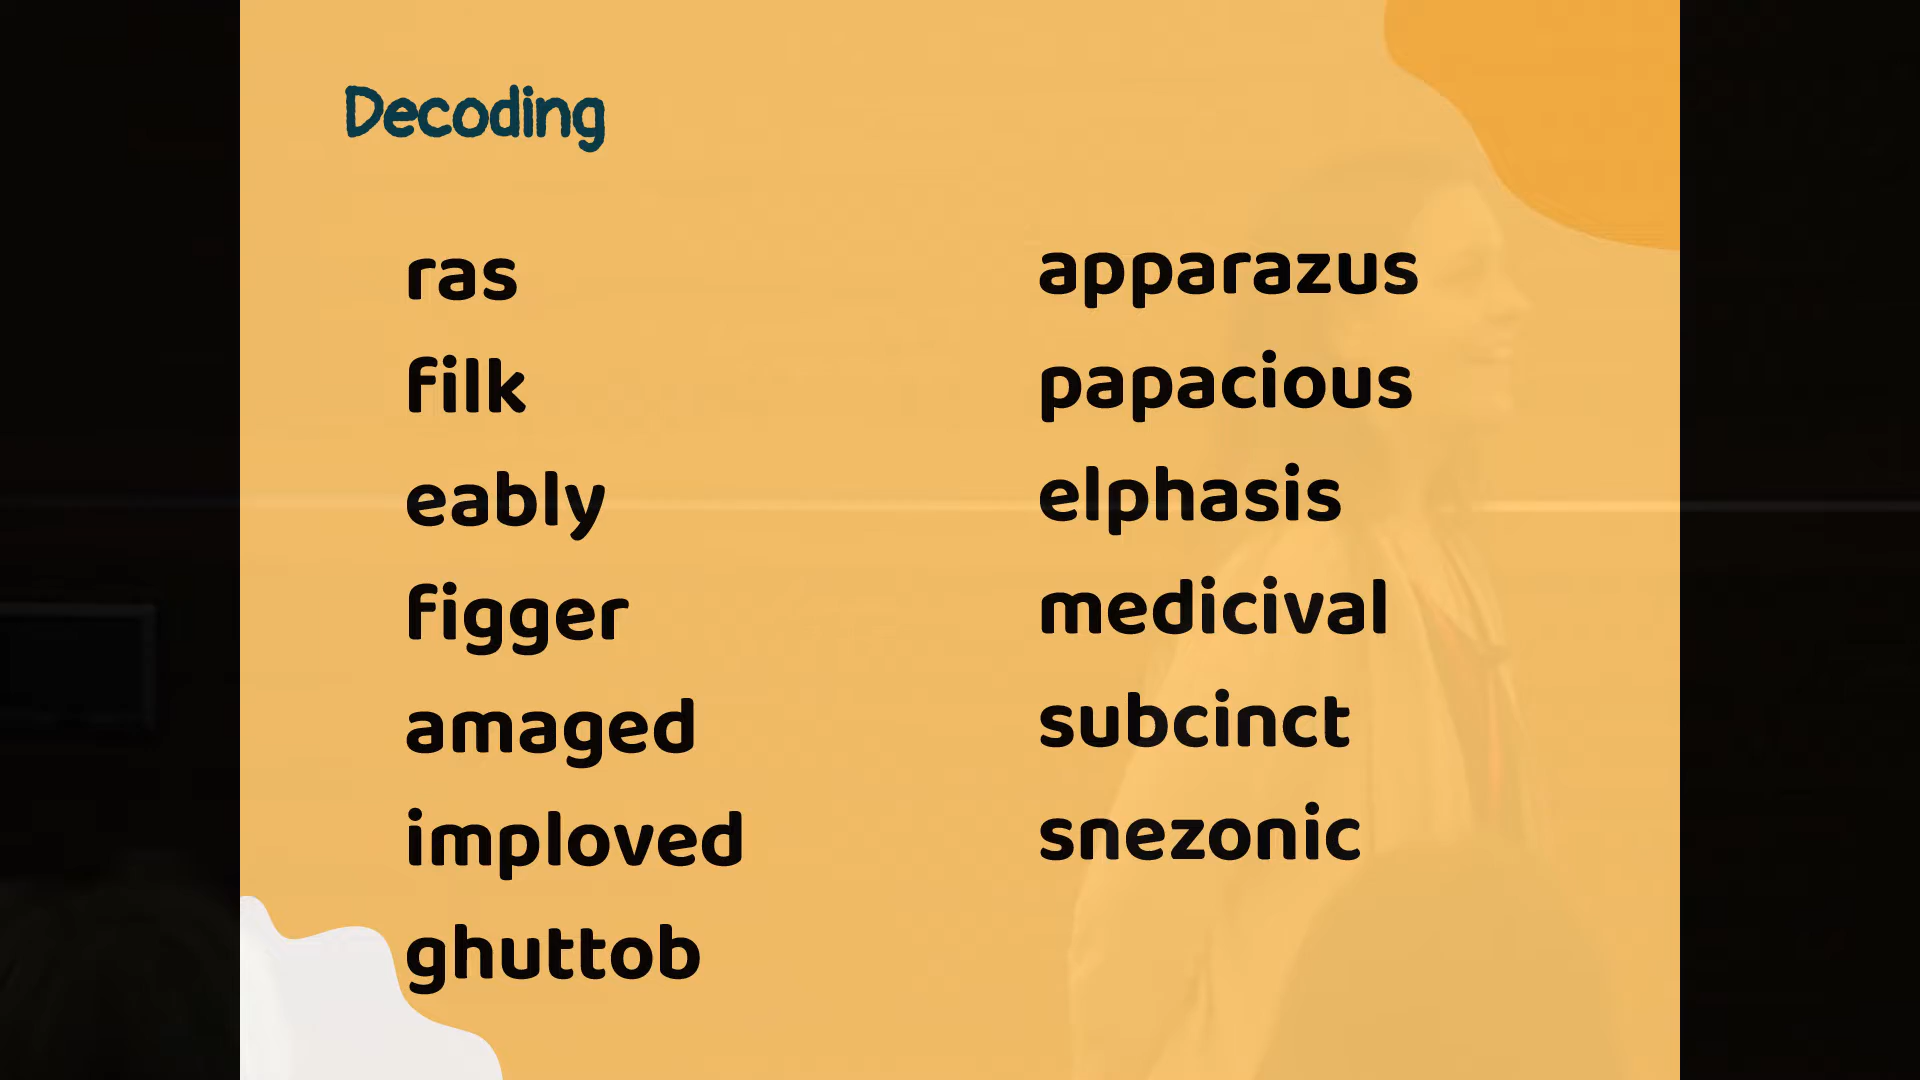 Decoding
ras
filk
eably
figger
amaged
imploved
ghuttob
apparazus
papacious
elphasis
medicival
subcinct
snezonic